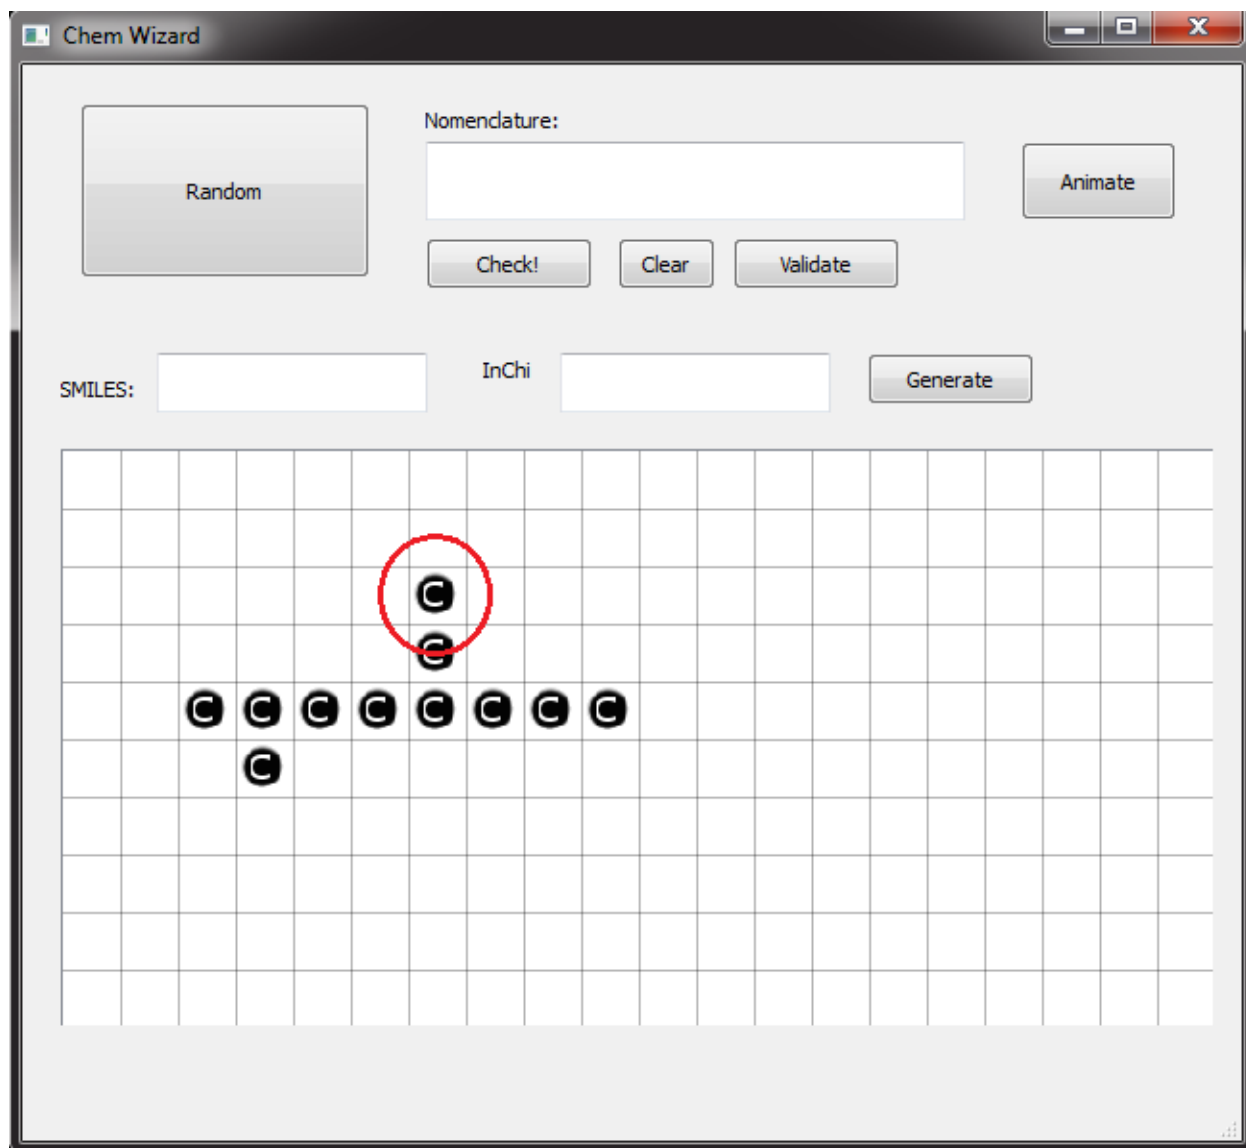 Chem Wizard
Nomenclature:
Random
Animate
Check! Clear Validate
SMILES:
InChi
Generate
C
C
C C C C C C C C
C